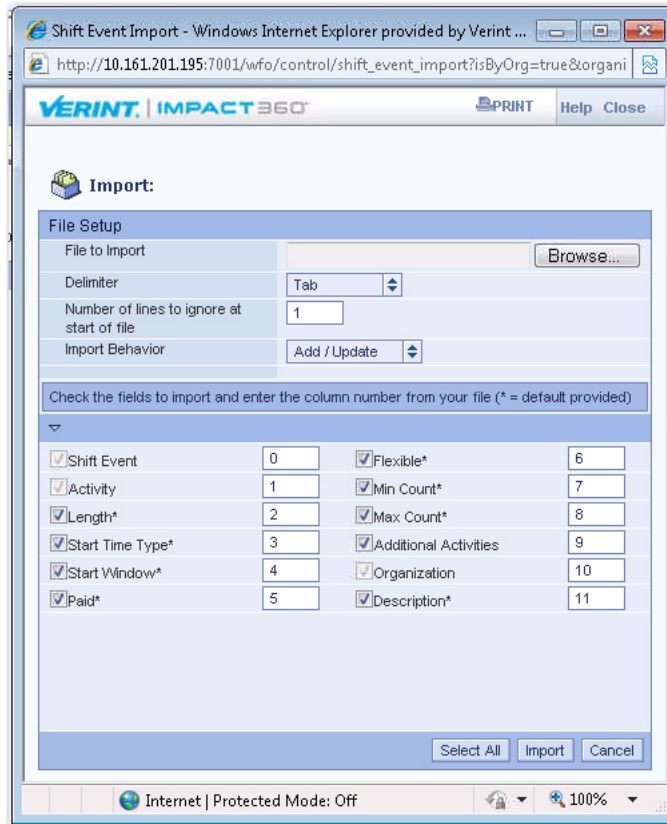 Shift Event Import - Windows Internet Explorer provided by Verint ...
http://10.161.201.195:7001/wfo/control/shift_event_import?isByOrg=true&organi
VERINT. | IMPACT360
PRINT
Help Close
Import:
File Setup
File to Import
Browse...
Delimiter
Tab
Number of lines to ignore at
start of file
1
Import Behavior
Add / Update
Check the fields to import and enter the column number from your file (* = default provided)
Shift Event 0 Flexible* 6
Activity 1 Min Count* 7
Length* 2 Max Count* 8
Start Time Type* 3 Additional Activities 9
Start Window* 4 Organization 10
Paid* 5 Description* 11
Select All Import Cancel
Internet | Protected Mode: Off 100%